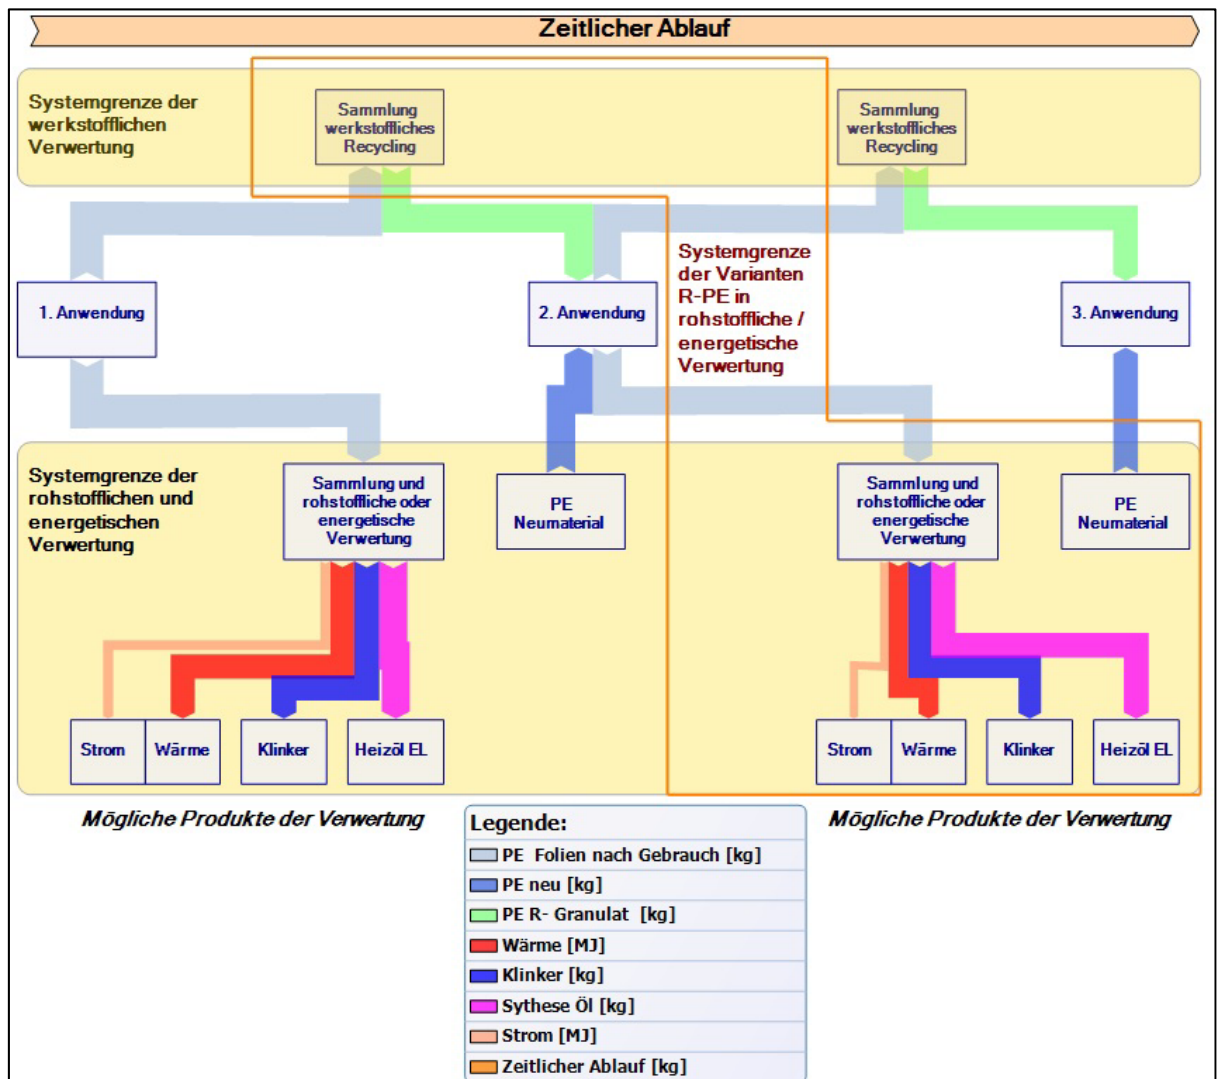 Zeitlicher Ablauf
Systemgrenze der
werkstofflichen
Verwertung
Sammlung
werkstoffliches
Recycling
Sammlung
werkstoffliches
Recycling
1. Anwendung
2. Anwendung
Systemgrenze
der Varianten
R-PE in
rohstoffliche /
energetische
Verwertung
3. Anwendung
Systemgrenze der
rohstofflichen und
energetischen
Verwertung
Sammlung und
rohstoffliche oder
energetische
Verwertung
PE
Neumaterial
Sammlung und
rohstoffliche oder
energetische
Verwertung
PE
Neumaterial
Strom
Wärme
Klinker
Heizöl EL
Strom
Wärme
Klinker
Heizöl EL
Mögliche Produkte der Verwertung
Mögliche Produkte der Verwertung
Legende:
PE Folien nach Gebrauch [kg]
PE neu [kg]
PE R- Granulat [kg]
Wärme [MJ]
Klinker [kg]
Sythese Öl [kg]
Strom [MJ]
Zeitlicher Ablauf [kg]